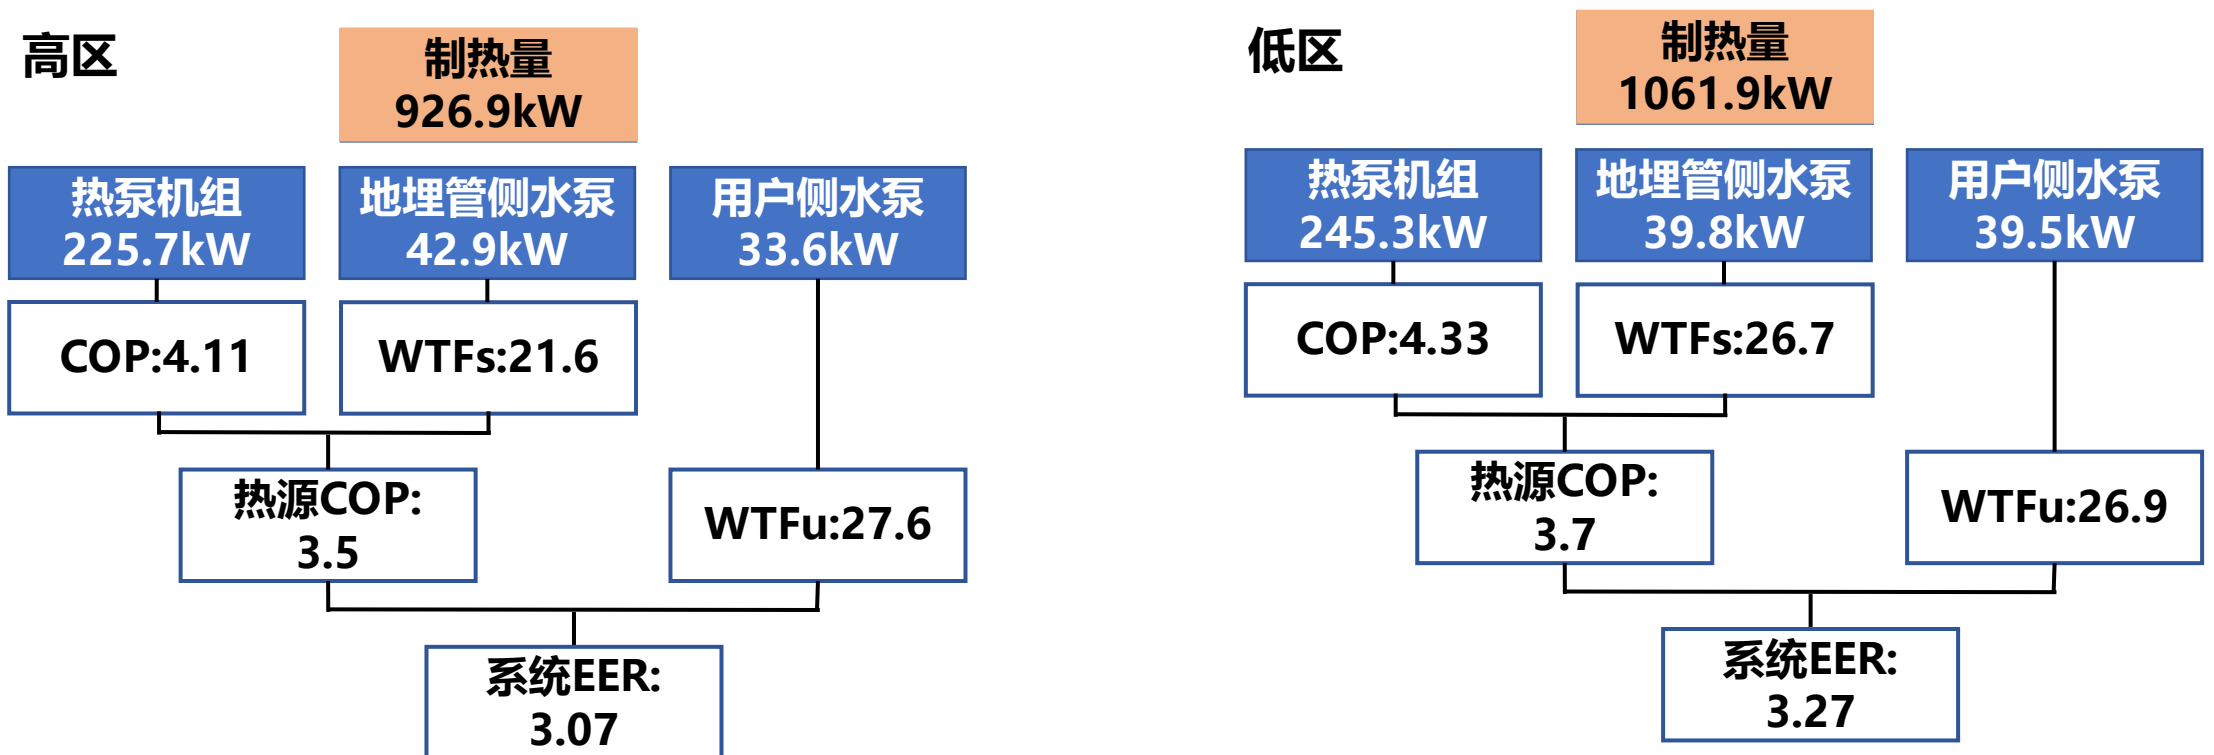 高区
制热量
926.9kW
热泵机组
225.7kW
地埋管侧水泵
42.9kW
用户侧水泵
33.6kW
COP:4.11
WTFs:21.6
热源COP:
3.5
WTFu:27.6
系统EER:
3.07
低区
制热量
1061.9kW
热泵机组
245.3kW
地埋管侧水泵
39.8kW
用户侧水泵
39.5kW
COP:4.33
WTFs:26.7
热源COP:
3.7
WTFu:26.9
系统EER:
3.27